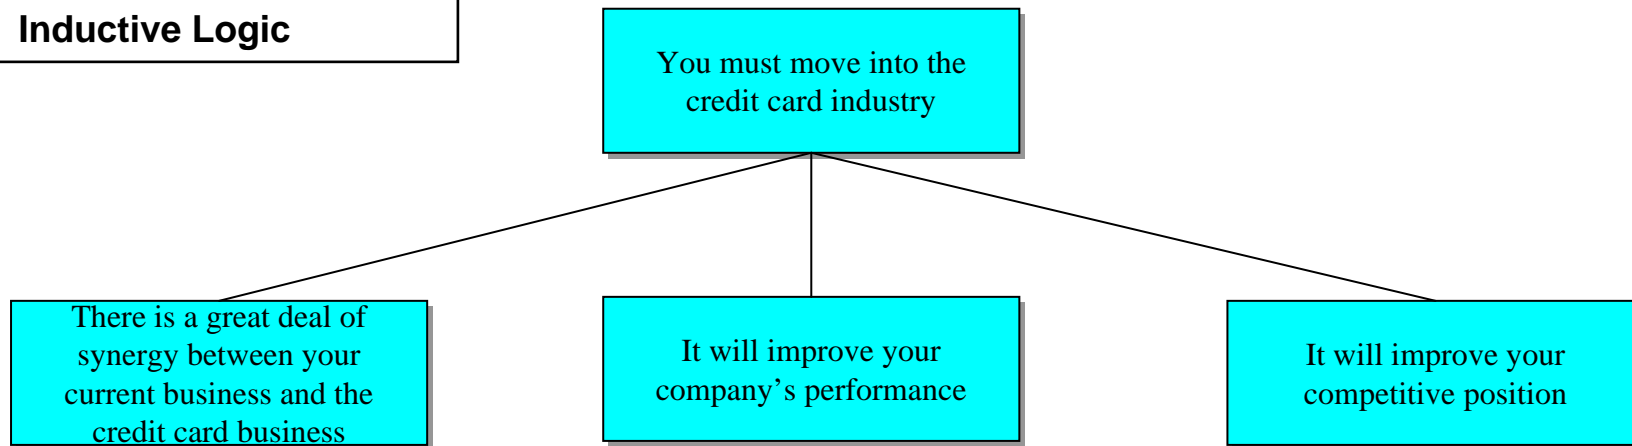 Inductive Logic
You must move into the
credit card industry
There is a great deal of
synergy between your
current business and the
credit card business
It will improve your
company’s performance
It will improve your
competitive position